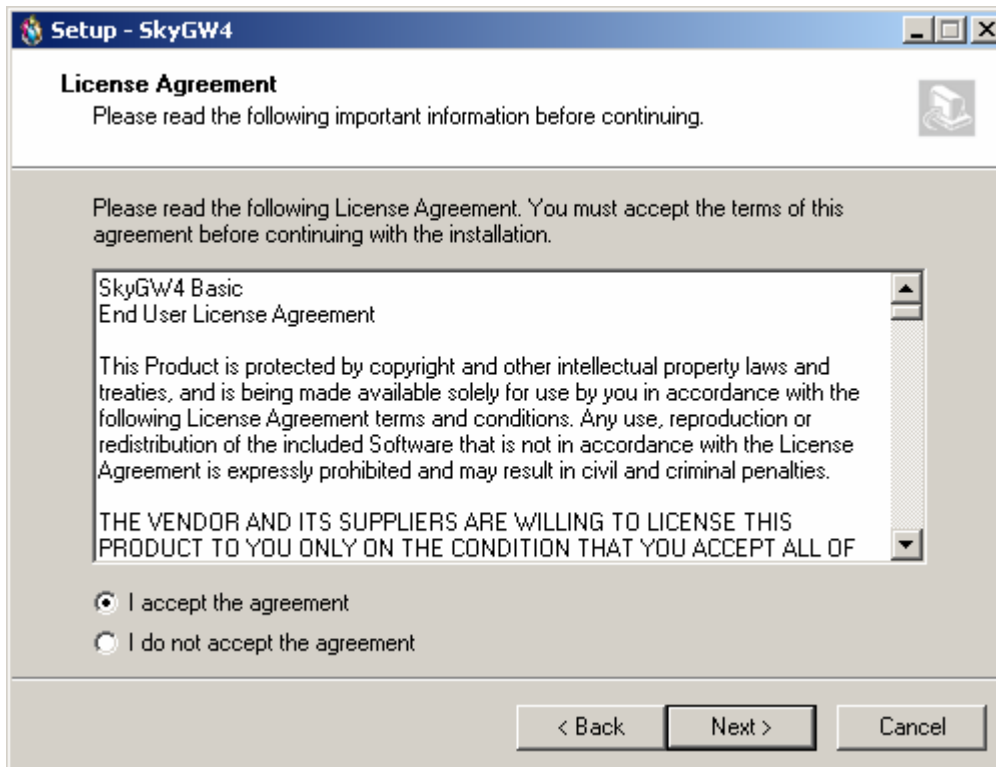 Setup - SkyGW4
License Agreement
Please read the following important information before continuing.
Please read the following License Agreement. You must accept the terms of this
agreement before continuing with the installation.
SkyGW4 Basic
End User License Agreement
This Product is protected by copyright and other intellectual property laws and
treaties, and is being made available solely for use by you in accordance with the
following License Agreement terms and conditions. Any use, reproduction or
redistribution of the included Software that is not in accordance with the License
Agreement is expressly prohibited and may result in civil and criminal penalties.
THE VENDOR AND ITS SUPPLIERS ARE WILLING TO LICENSE THIS
PRODUCT TO YOU ONLY ON THE CONDITION THAT YOU ACCEPT ALL OF
I accept the agreement
I do not accept the agreement
< Back Next > Cancel